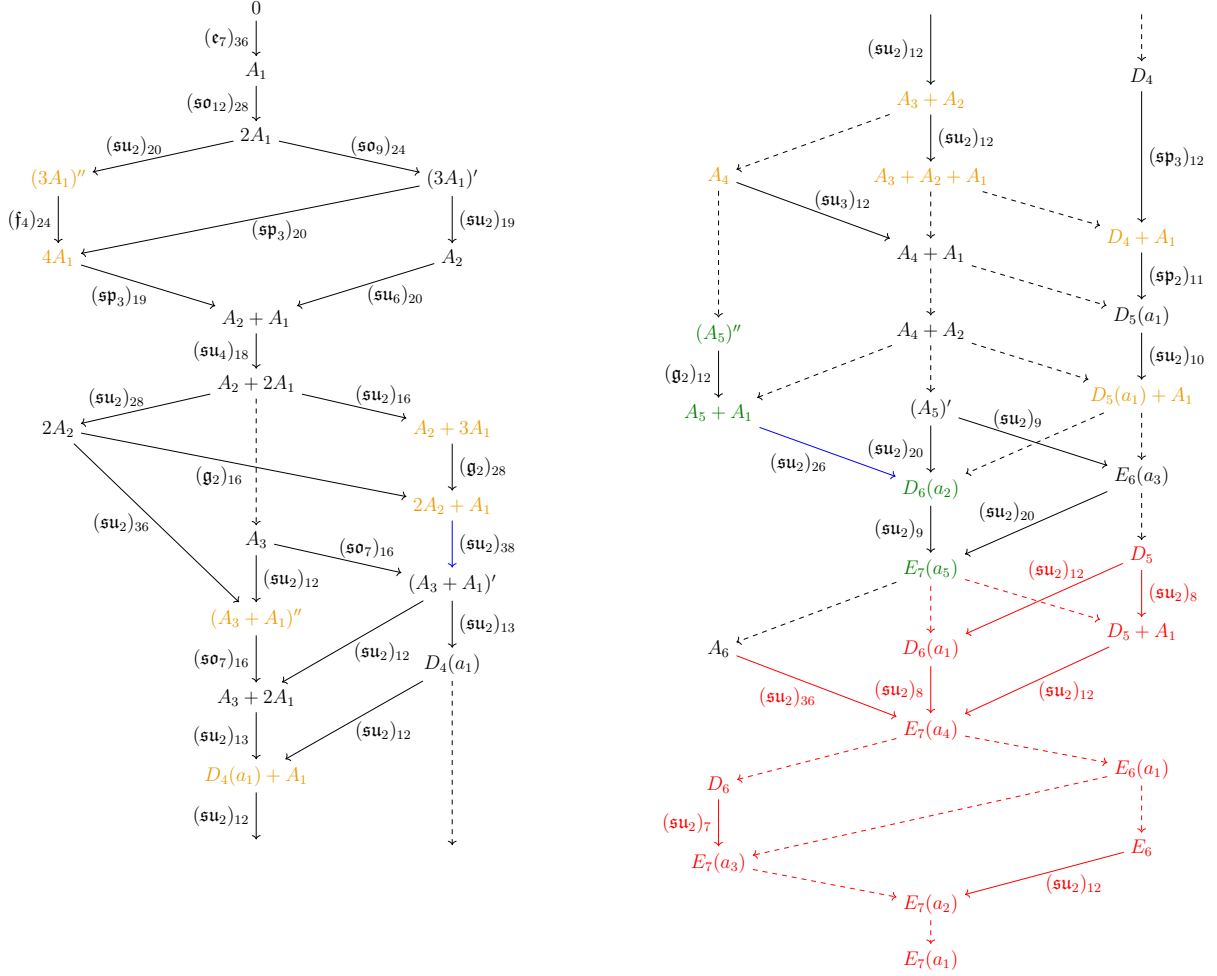 0
(𝔢₇)₃₆
A₁
(𝔰𝔬₁₂)₂₈
2A₁
(𝔰𝔲₂)₂₀
(𝔰𝔬₉)₂₄
(3A₁)″
(3A₁)′
(𝔣₄)₂₄
(𝔰𝔭₃)₂₀
(𝔰𝔲₂)₁₉
4A₁
A₂
(𝔰𝔭₃)₁₉
(𝔰𝔲₆)₂₀
A₂ + A₁
(𝔰𝔲₄)₁₈
A₂ + 2A₁
(𝔰𝔲₂)₂₈
(𝔰𝔲₂)₁₆
2A₂
A₂ + 3A₁
(𝔤₂)₁₆
(𝔤₂)₂₈
2A₂ + A₁
(𝔰𝔲₂)₃₆
A₃
(𝔰𝔬₇)₁₆
(𝔰𝔲₂)₃₈
(𝔰𝔲₂)₁₂
(A₃ + A₁)′
(A₃ + A₁)″
(𝔰𝔲₂)₁₃
(𝔰𝔬₇)₁₆
(𝔰𝔲₂)₁₂
D₄(a₁)
A₃ + 2A₁
(𝔰𝔲₂)₁₃
(𝔰𝔲₂)₁₂
D₄(a₁) + A₁
(𝔰𝔲₂)₁₂
(𝔰𝔲₂)₁₂
D₄
A₃ + A₂
(𝔰𝔲₂)₁₂
(𝔰𝔭₃)₁₂
A₄
A₃ + A₂ + A₁
(𝔰𝔲₃)₁₂
D₄ + A₁
A₄ + A₁
(𝔰𝔭₂)₁₁
D₅(a₁)
(A₅)″
A₄ + A₂
(𝔰𝔲₂)₁₀
(𝔤₂)₁₂
D₅(a₁) + A₁
A₅ + A₁
(A₅)′
(𝔰𝔲₂)₉
(𝔰𝔲₂)₂₆
(𝔰𝔲₂)₂₀
E₆(a₃)
D₆(a₂)
(𝔰𝔲₂)₉
(𝔰𝔲₂)₂₀
D₅
E₇(a₅)
(𝔰𝔲₂)₁₂
(𝔰𝔲₂)₈
D₅ + A₁
A₆
D₆(a₁)
(𝔰𝔲₂)₃₆
(𝔰𝔲₂)₈
(𝔰𝔲₂)₁₂
E₇(a₄)
E₆(a₁)
D₆
(𝔰𝔲₂)₇
E₆
E₇(a₃)
(𝔰𝔲₂)₁₂
E₇(a₂)
E₇(a₁)